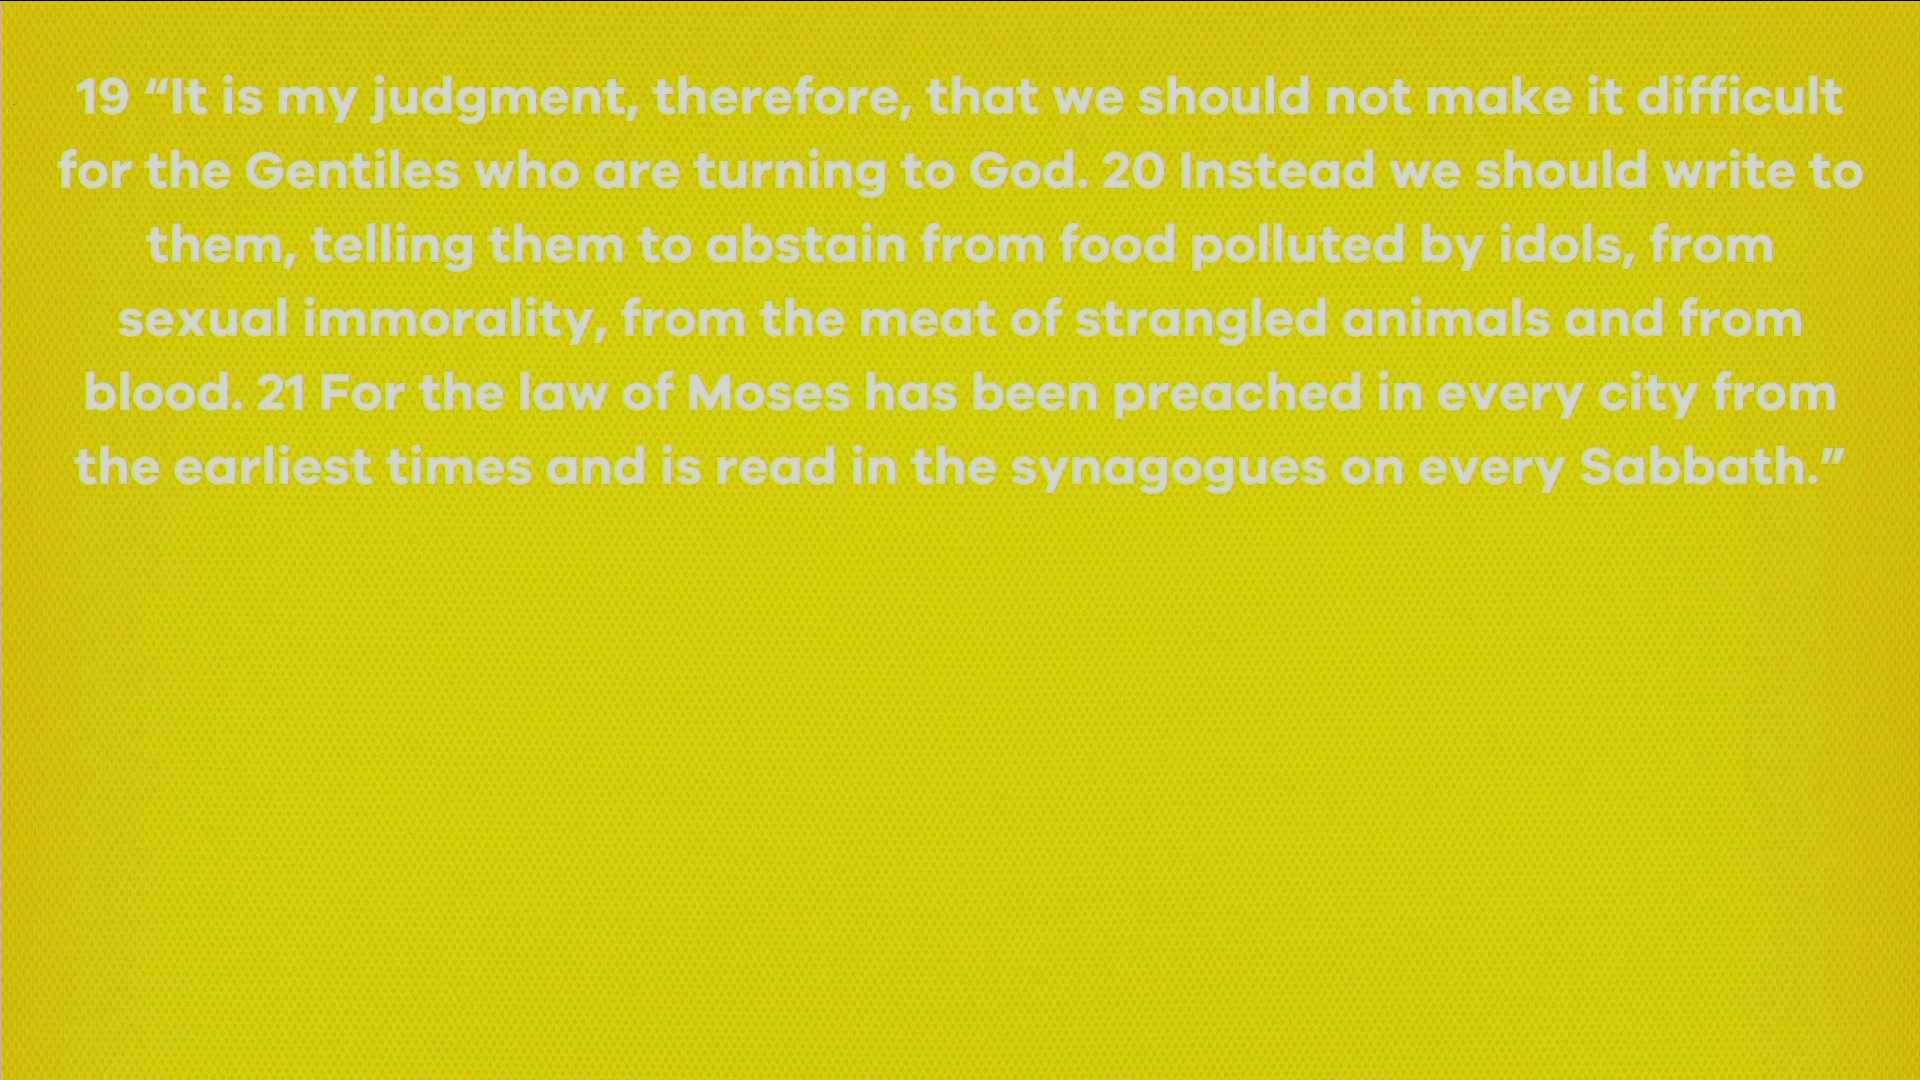 19 “It is my judgment, therefore, that we should not make it difficult
for the Gentiles who are turning to God. 20 Instead we should write to
them, telling them to abstain from food polluted by idols, from
sexual immorality, from the meat of strangled animals and from
blood. 21 For the law of Moses has been preached in every city from
the earliest times and is read in the synagogues on every Sabbath.”